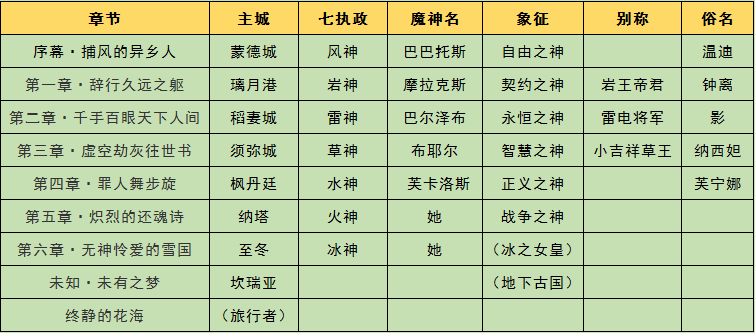 章节 主城 七执政 魔神名 象征 别称 俗名
序幕·捕风的异乡人 蒙德城 风神 巴巴托斯 自由之神 温迪
第一章·辞行久远之躯 璃月港 岩神 摩拉克斯 契约之神 岩王帝君 钟离
第二章·千手百眼天下人间 稻妻城 雷神 巴尔泽布 永恒之神 雷电将军 影
第三章·虚空劫灰往世书 须弥城 草神 布耶尔 智慧之神 小吉祥草王 纳西妲
第四章·罪人舞步旋 枫丹廷 水神 芙卡洛斯 正义之神 芙宁娜
第五章·炽烈的还魂诗 纳塔 火神 她 战争之神
第六章·无神怜爱的雪国 至冬 冰神 她 （冰之女皇）
未知·未有之梦 坎瑞亚 （地下古国）
终静的花海 （旅行者）